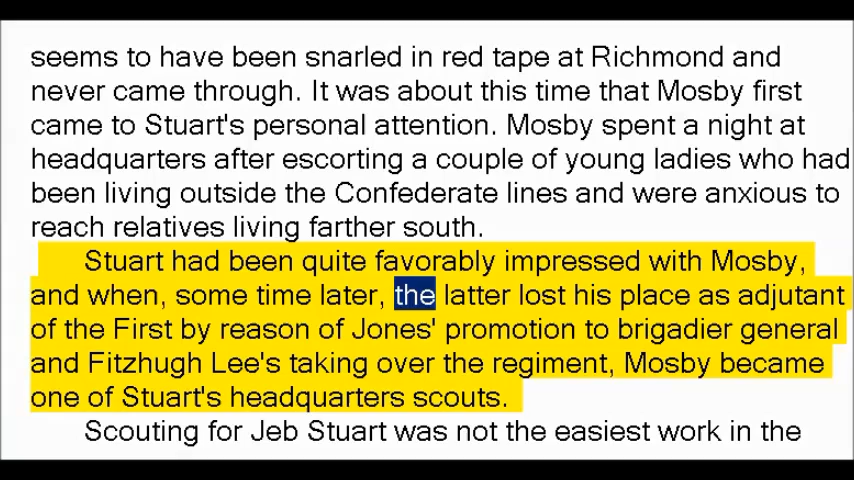 seems to have been snarled in red tape at Richmond and
never came through. It was about this time that Mosby first
came to Stuart's personal attention. Mosby spent a night at
headquarters after escorting a couple of young ladies who had
been living outside the Confederate lines and were anxious to
reach relatives living farther south.
Stuart had been quite favorably impressed with Mosby,
and when, some time later, the latter lost his place as adjutant
of the First by reason of Jones' promotion to brigadier general
and Fitzhugh Lee's taking over the regiment, Mosby became
one of Stuart's headquarters scouts.
Scouting for Jeb Stuart was not the easiest work in the